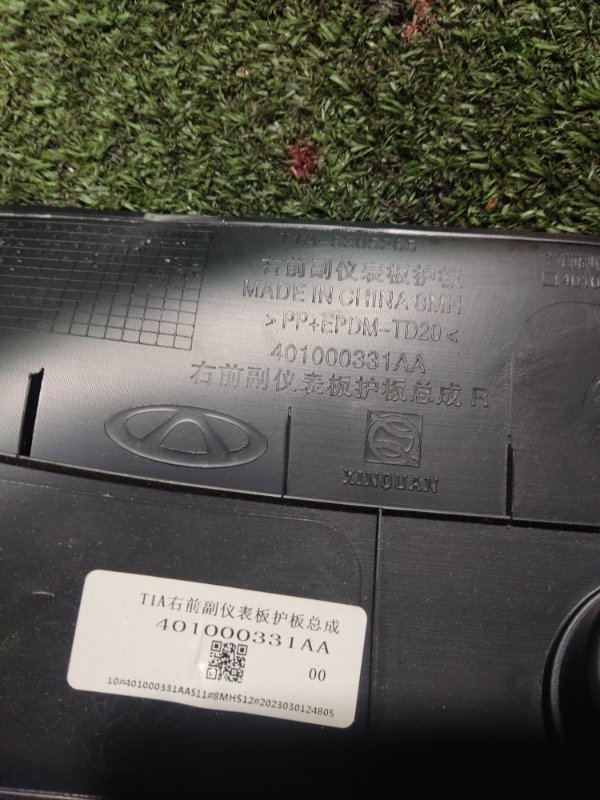 T1A-5305265
右前副仪表板护板
MADE IN CHINA 8MH
>PP+EPDM-TD20<
401000331AA
右前副仪表板护板总成 R
XINQUAN
T1A右前副仪表板护板总成
401000331AA
00
10#401000331AA$11#8MH$12#202303012480S